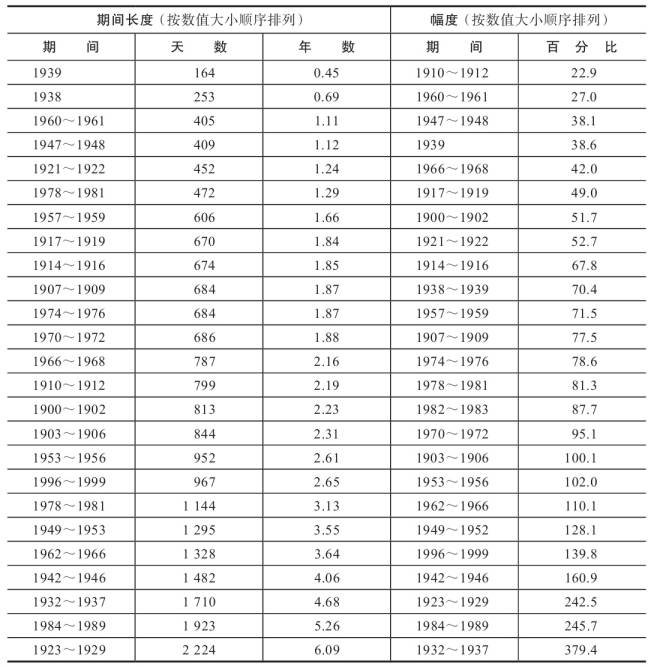 期间长度（按数值大小顺序排列） 幅度（按数值大小顺序排列）
期 间 天 数 年 数 期 间 百 分 比
1939 164 0.45 1910～1912 22.9
1938 253 0.69 1960～1961 27.0
1960～1961 405 1.11 1947～1948 38.1
1947～1948 409 1.12 1939 38.6
1921～1922 452 1.24 1966～1968 42.0
1978～1981 472 1.29 1917～1919 49.0
1957～1959 606 1.66 1900～1902 51.7
1917～1919 670 1.84 1921～1922 52.7
1914～1916 674 1.85 1914～1916 67.8
1907～1909 684 1.87 1938～1939 70.4
1974～1976 684 1.87 1957～1959 71.5
1970～1972 686 1.88 1907～1909 77.5
1966～1968 787 2.16 1974～1976 78.6
1910～1912 799 2.19 1978～1981 81.3
1900～1902 813 2.23 1982～1983 87.7
1903～1906 844 2.31 1970～1972 95.1
1953～1956 952 2.61 1903～1906 100.1
1996～1999 967 2.65 1953～1956 102.0
1978～1981 1 144 3.13 1962～1966 110.1
1949～1953 1 295 3.55 1949～1952 128.1
1962～1966 1 328 3.64 1996～1999 139.8
1942～1946 1 482 4.06 1942～1946 160.9
1932～1937 1 710 4.68 1923～1929 242.5
1984～1989 1 923 5.26 1984～1989 245.7
1923～1929 2 224 6.09 1932～1937 379.4